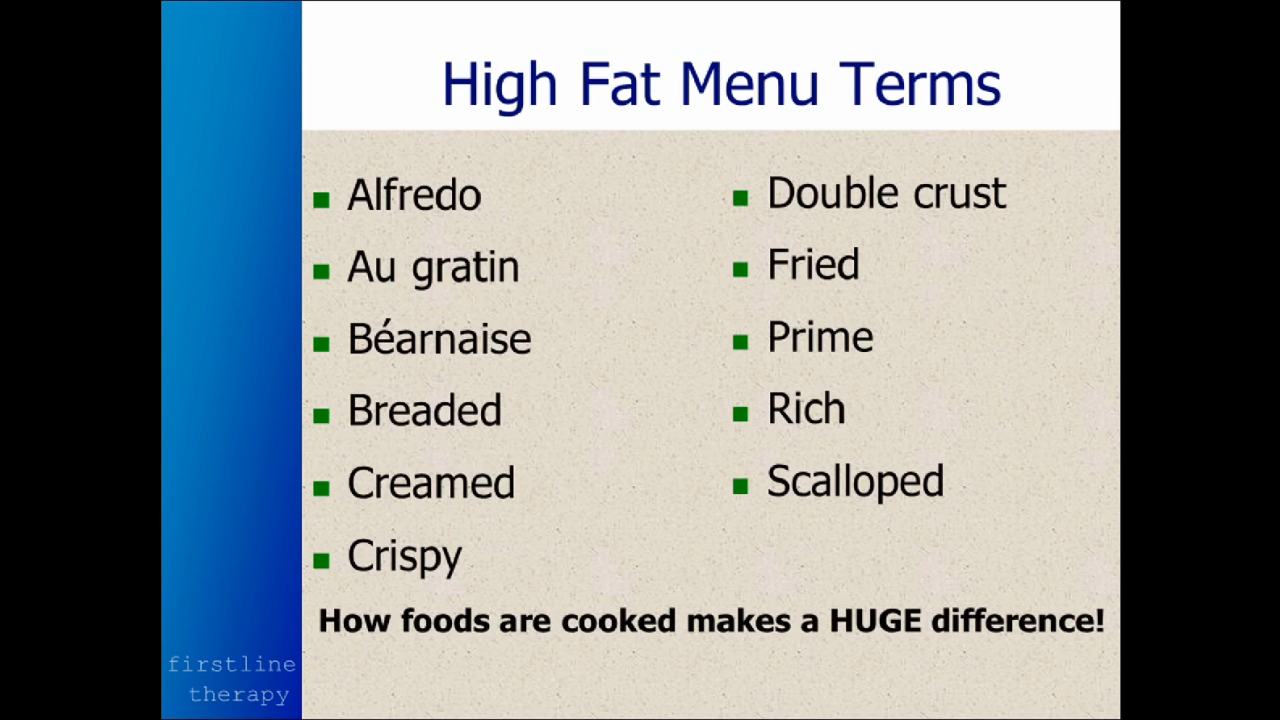 High Fat Menu Terms
Alfredo
Au gratin
Béarnaise
Breaded
Creamed
Crispy
Double crust
Fried
Prime
Rich
Scalloped
How foods are cooked makes a HUGE difference!
firstline
therapy